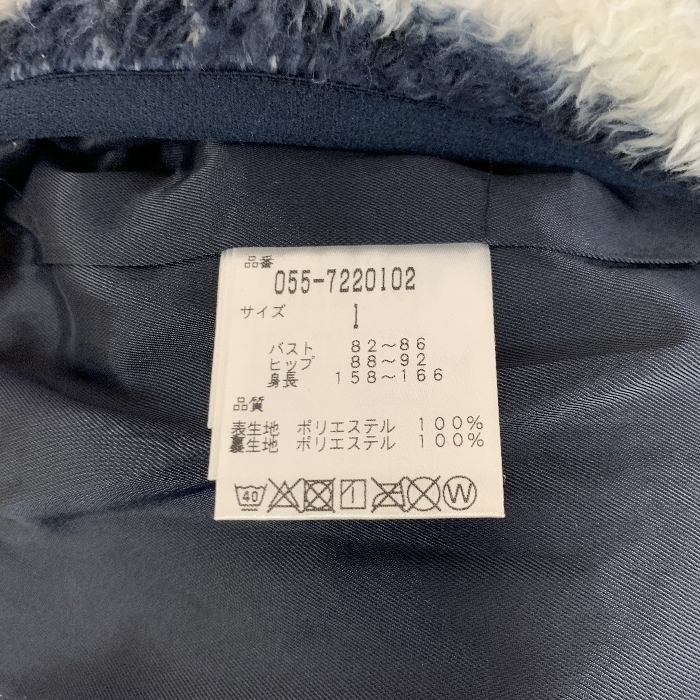 品番
055-7220102
サイズ
1
バスト 82～86
ヒップ 88～92
身長 158～166
品質
表生地 ポリエステル 100%
裏生地 ポリエステル 100%
40 W